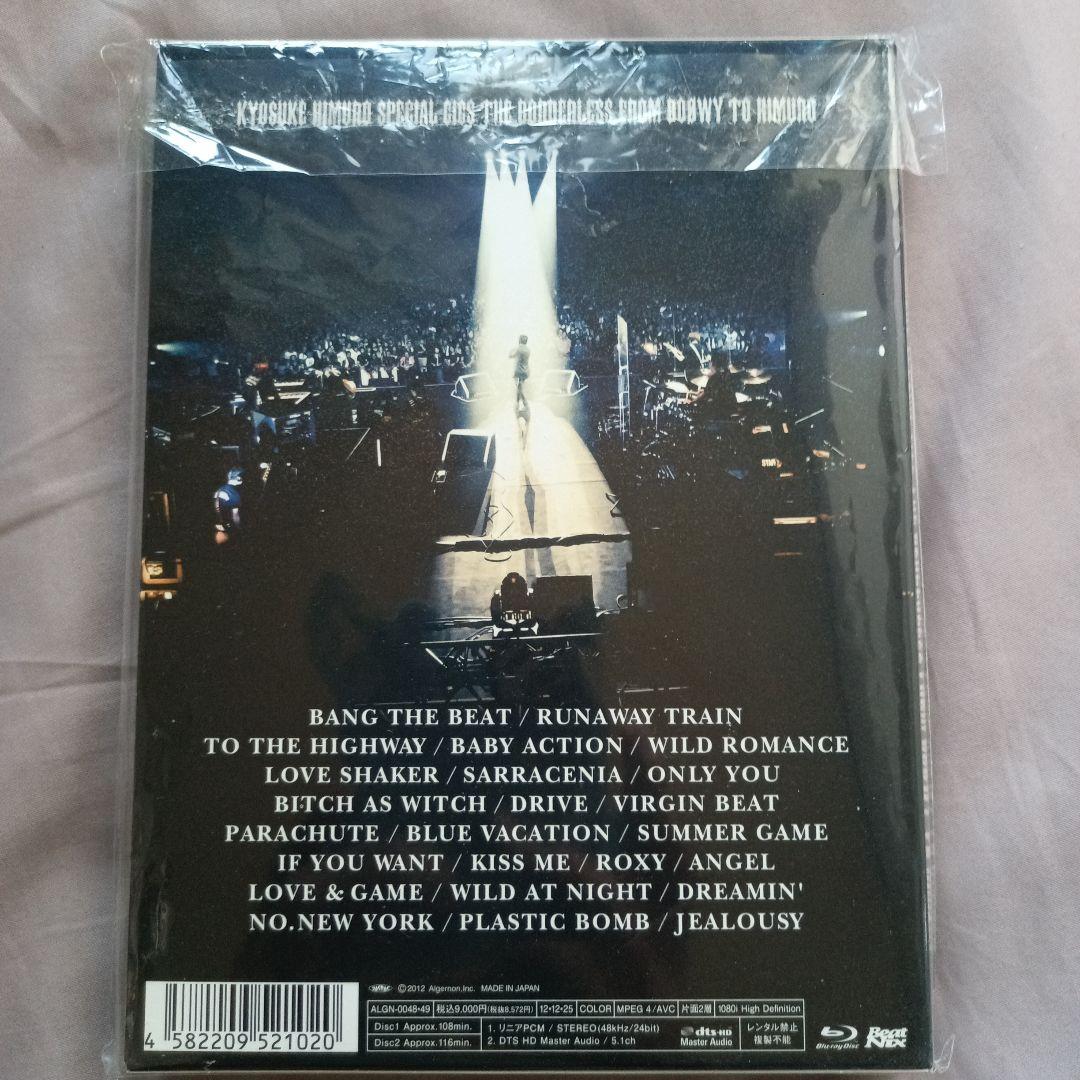 KYOSUKE HIMURO SPECIAL GIGS THE BORDERLESS FROM BOØWY TO HIMURO
BANG THE BEAT / RUNAWAY TRAIN
TO THE HIGHWAY / BABY ACTION / WILD ROMANCE
LOVE SHAKER / SARRACENIA / ONLY YOU
BITCH AS WITCH / DRIVE / VIRGIN BEAT
PARACHUTE / BLUE VACATION / SUMMER GAME
IF YOU WANT / KISS ME / ROXY / ANGEL
LOVE & GAME / WILD AT NIGHT / DREAMIN'
NO.NEW YORK / PLASTIC BOMB / JEALOUSY
©2012 Algernon,Inc. MADE IN JAPAN
ALGN-0048•49 税込9,000円(税抜8,572円) 12•12•25 COLOR MPEG 4/AVC 片面2層 1080i High Definition
Disc1 Approx.108min. 1. リニアPCM / STEREO(48kHz/24bit)
Disc2 Approx.116min. 2. DTS HD Master Audio / 5.1ch
dts-HD
Master Audio
レンタル禁止
複製不能
Blu-ray Disc
Beat
Nix
4 582209 521020